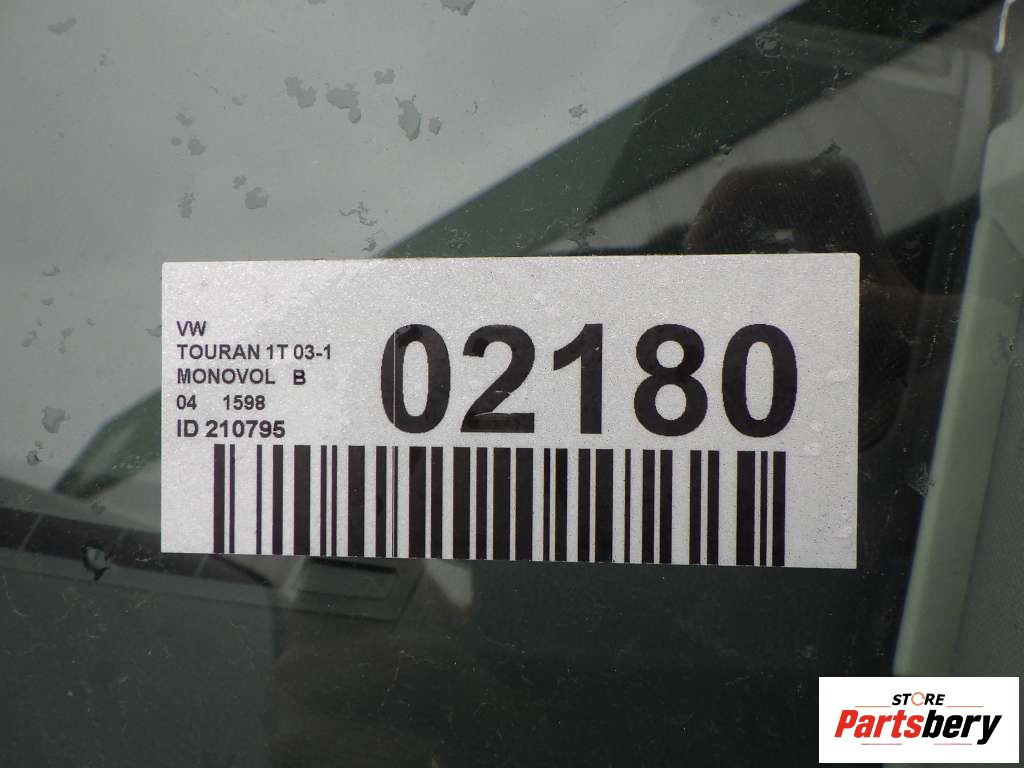 VW
TOURAN 1T 03-1
MONOVOL B
04 1598
ID 210795
02180
STORE
Partsbery